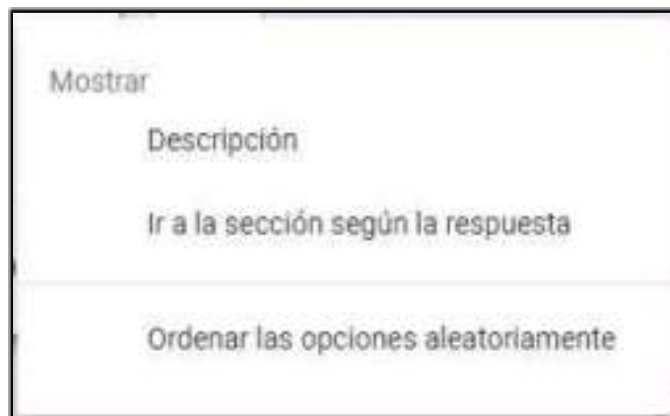 Mostrar
Descripción
Ir a la sección según la respuesta
Ordenar las opciones aleatoriamente